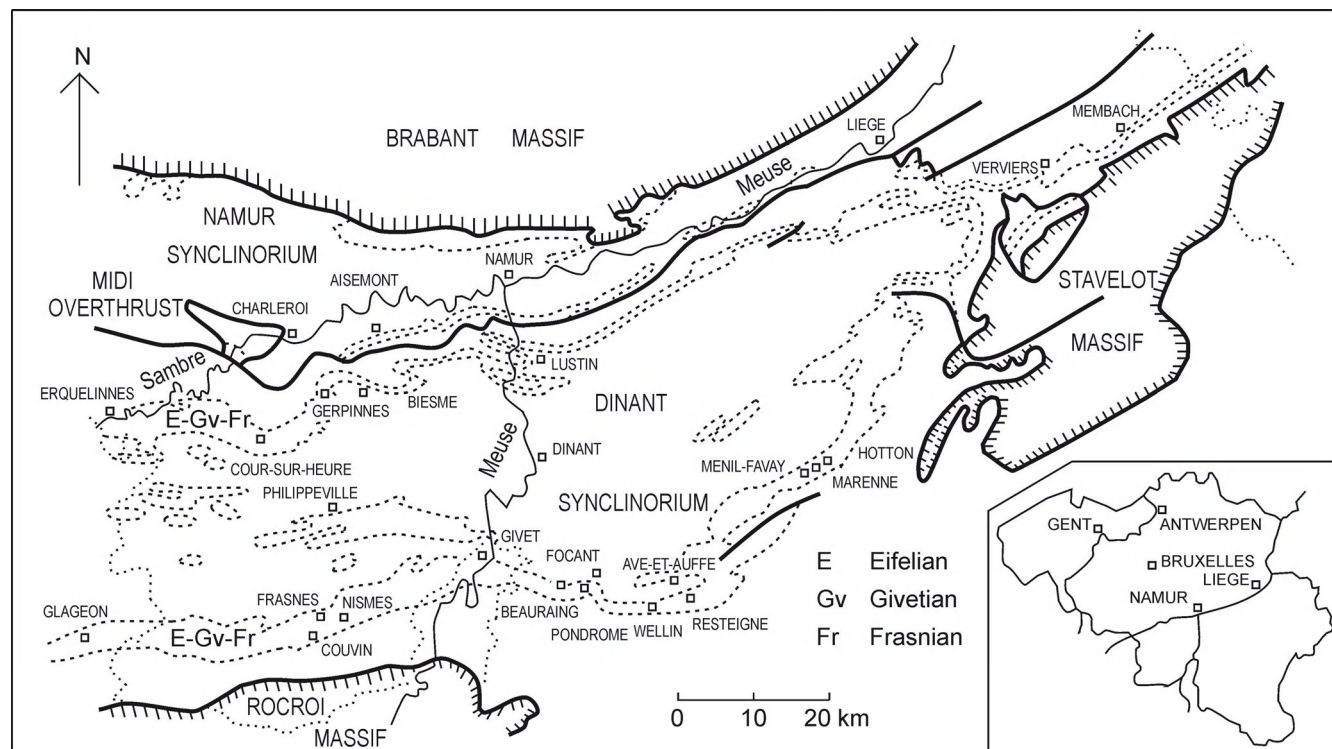 N
BRABANT MASSIF
LIEGE
MEMBACH
VERVIERS
Meuse
NAMUR
SYNCLINORIUM
NAMUR
AISEMONT
MIDI
OVERTHRUST
CHARLEROI
STAVELOT
MASSIF
Sambre
LUSTIN
ERQUELINNES
GERPINNES
BIESME
DINANT
E-Gv-Fr
Meuse
DINANT
COUR-SUR-HEURE
MENIL-FAVAY
HOTTON
MARENNE
PHILIPPEVILLE
SYNCLINORIUM
GIVET
FOCANT
AVE-ET-AUFFE
FRASNES
NISMES
GLAGEON
E-Gv-Fr
COUVIN
BEAURAING
PONDROME
WELLIN
RESTEIGNE
ROCROI
MASSIF
E Eifelian
Gv Givetian
Fr Frasnian
0 10 20 km
GENT
ANTWERPEN
BRUXELLES
LIEGE
NAMUR